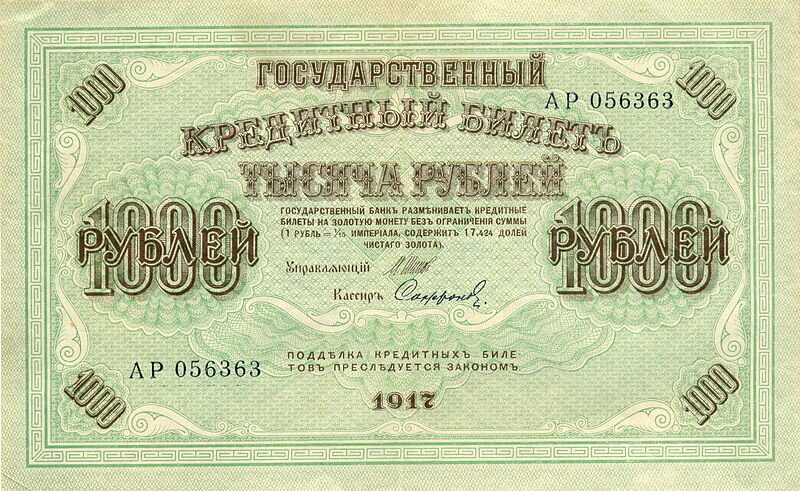 1000
1000
ГОСУДАРСТВЕННЫЙ
АР 056363
КРЕДИТНЫЙ БИЛЕТЪ
ТЫСЯЧА РУБЛЕЙ
1000
РУБЛЕЙ
1000
РУБЛЕЙ
ГОСУДАРСТВЕННЫЙ БАНКЪ РАЗМѢНИВАЕТЪ КРЕДИТНЫЕ
БИЛЕТЫ НА ЗОЛОТУЮ МОНЕТУ БЕЗЪ ОГРАНИЧЕНІЯ СУММЫ
(1 РУБЛЬ = 1/15 ИМПЕРІАЛА, СОДЕРЖИТЪ 17,424 ДОЛЕЙ
ЧИСТАГО ЗОЛОТА).
Управляющій
Кассиръ Сафронов
АР 056363
ПОДДѢЛКА КРЕДИТНЫХЪ БИЛЕ-
ТОВЪ ПРЕСЛѢДУЕТСЯ ЗАКОНОМЪ.
1917
1000
1000